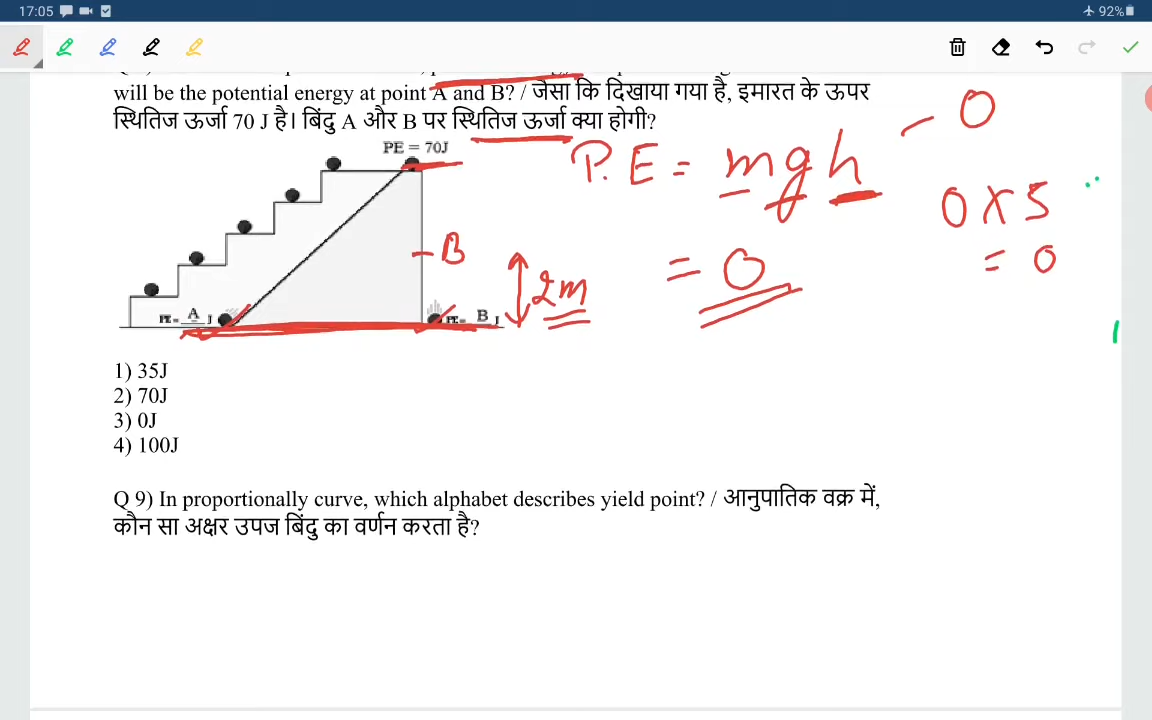 17:05
92%
will be the potential energy at point A and B? / जैसा कि दिखाया गया है, इमारत के ऊपर
स्थितिज ऊर्जा 70 J है। बिंदु A और B पर स्थितिज ऊर्जा क्या होगी?
PE = 70J
P.E = mgh - 0
0 X 5
= 0
B
2m
= 0
PE= A J
PE= B J
1) 35J
2) 70J
3) 0J
4) 100J
Q 9) In proportionally curve, which alphabet describes yield point? / आनुपातिक वक्र में,
कौन सा अक्षर उपज बिंदु का वर्णन करता है?